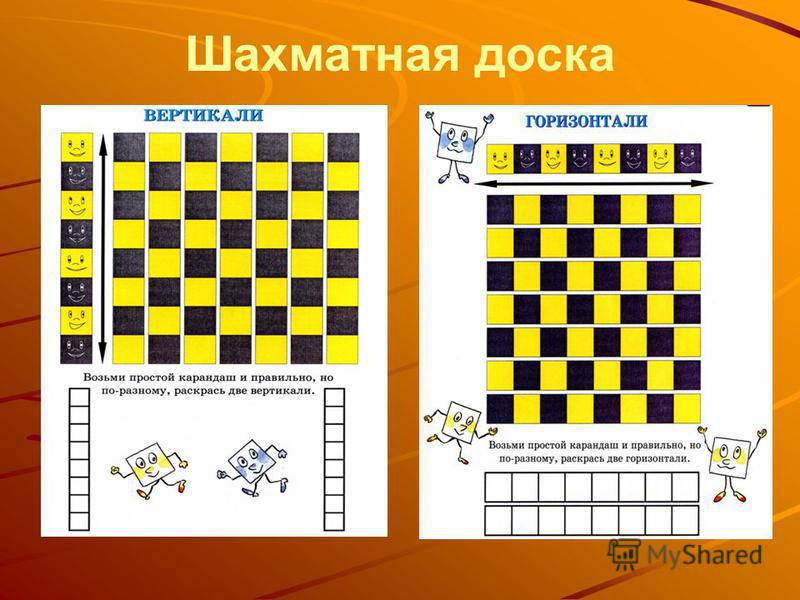 Шахматная доска
ВЕРТИКАЛИ
Возьми простой карандаш и правильно, но
по-разному, раскрась две вертикали.
ГОРИЗОНТАЛИ
Возьми простой карандаш и правильно, но
по-разному, раскрась две горизонтали.
MyShared